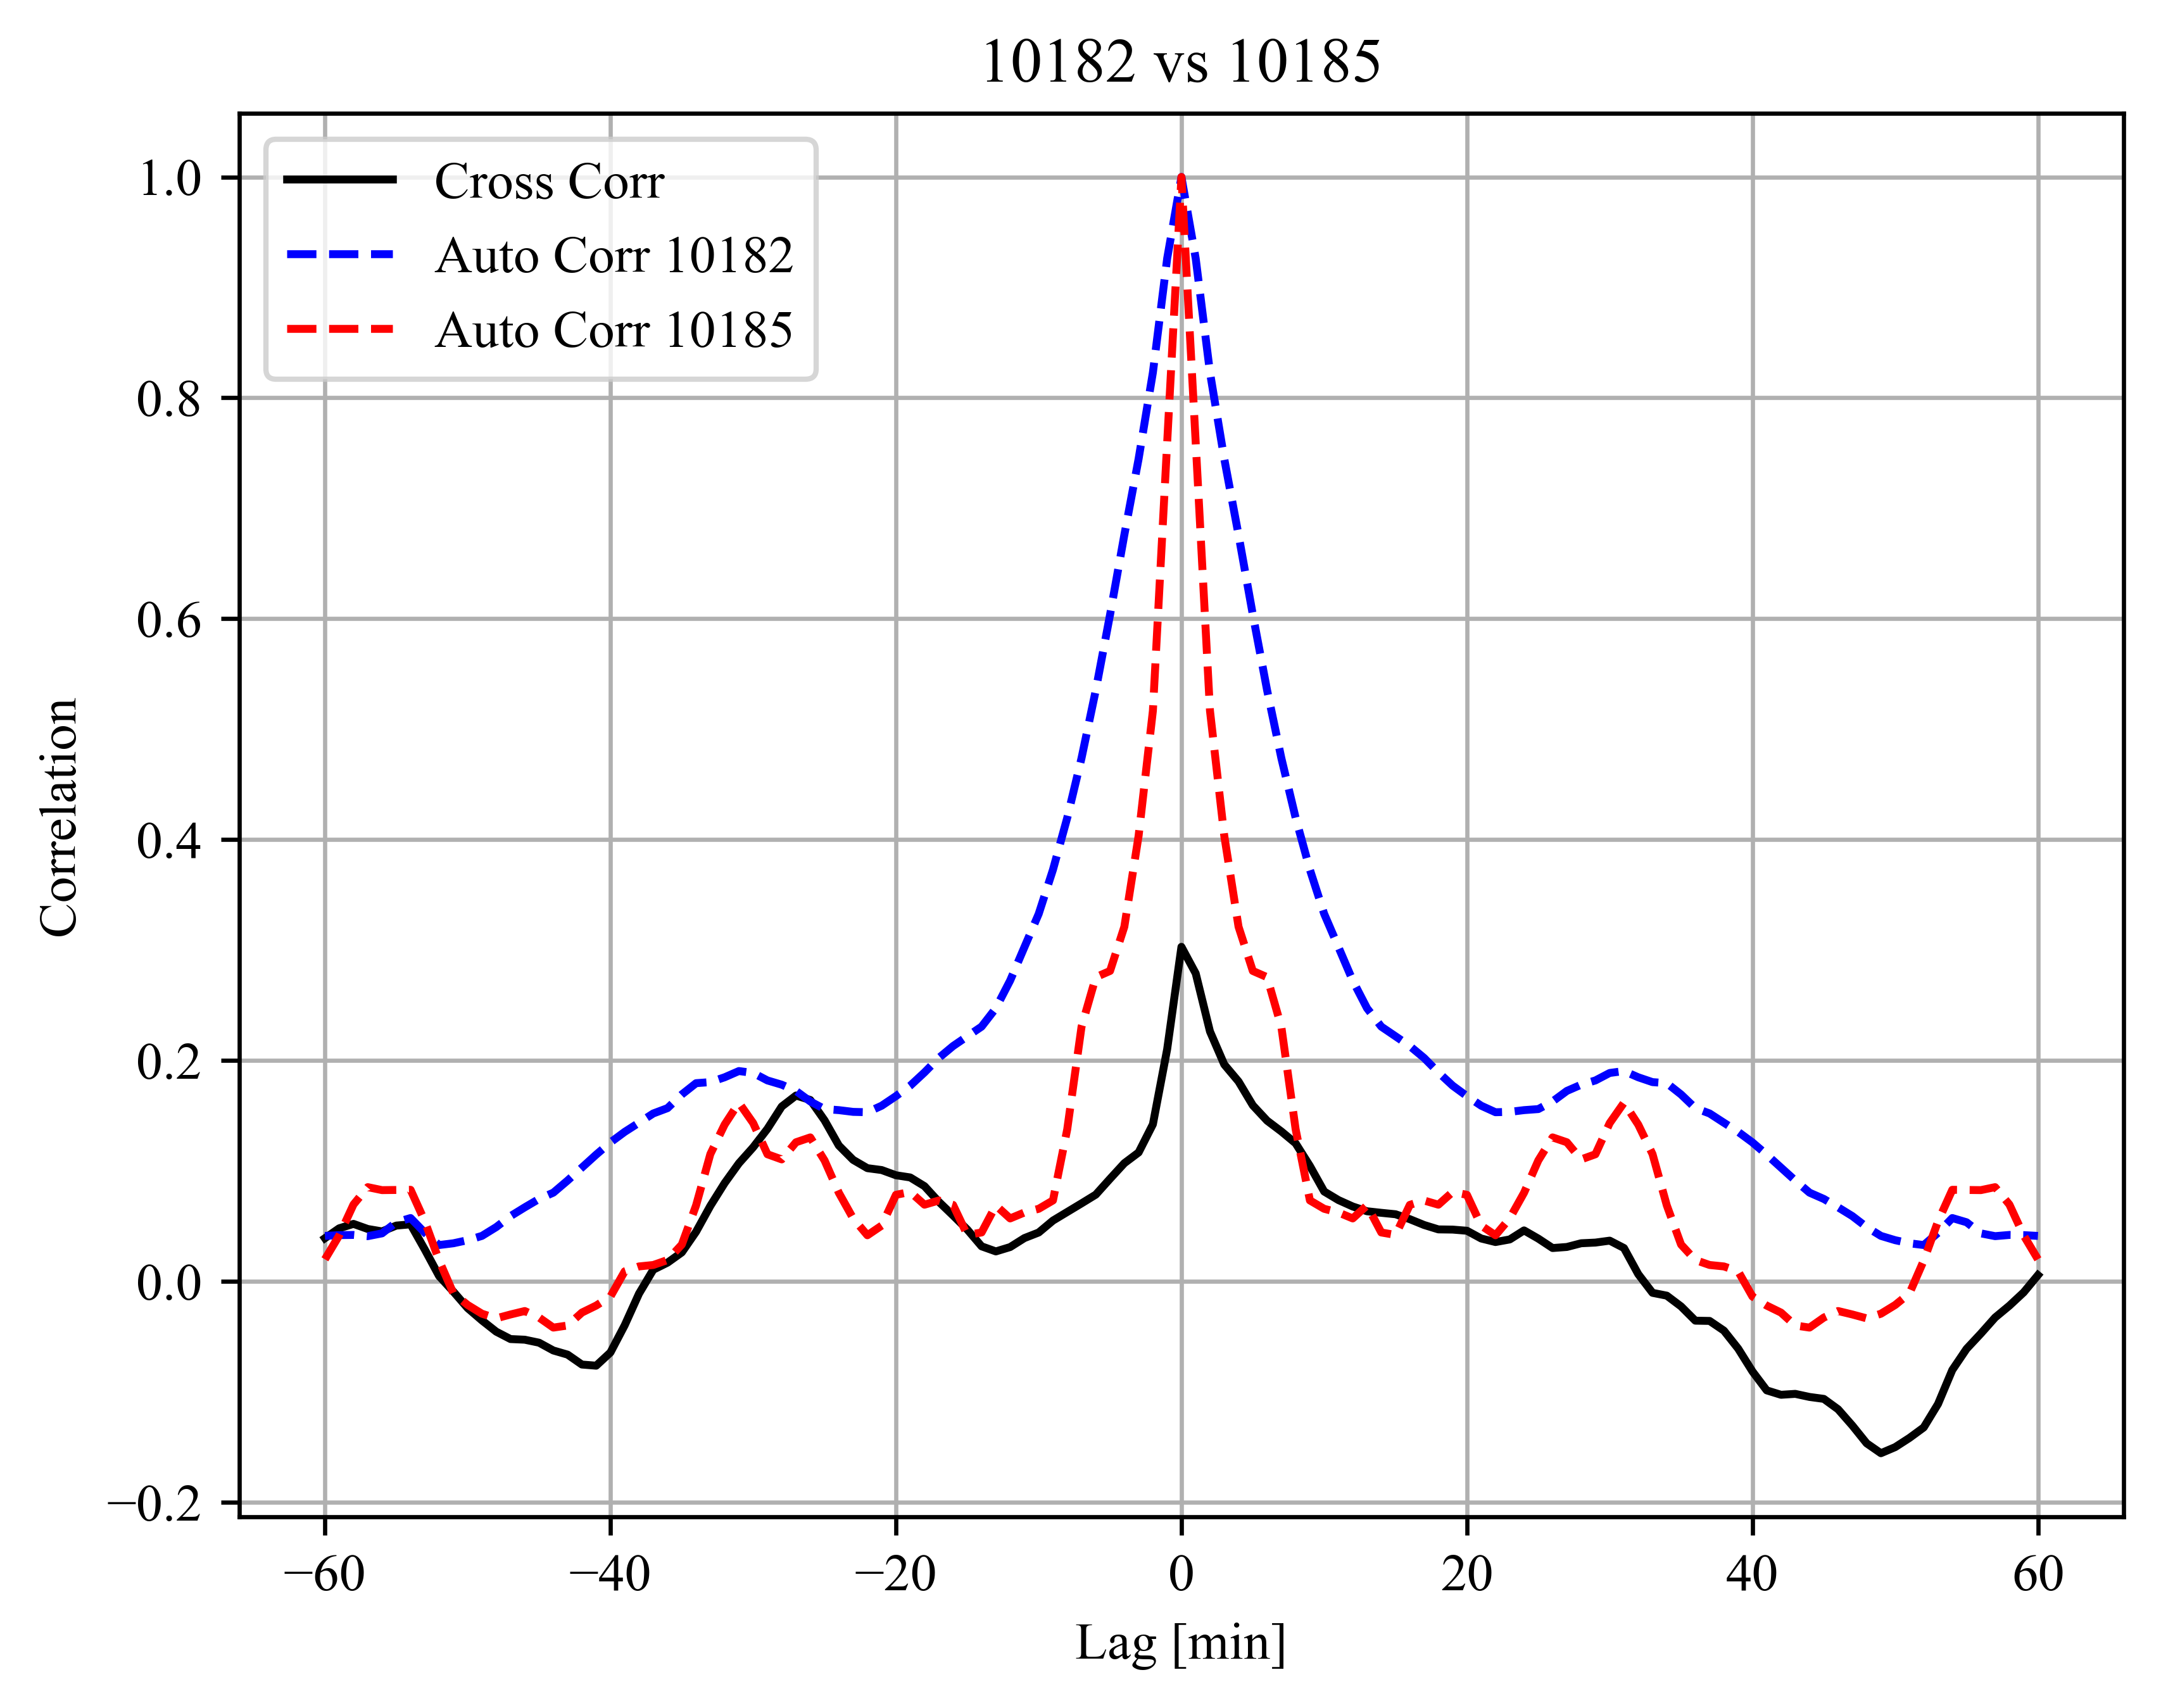 10182 vs 10185
Cross Corr
Auto Corr 10182
Auto Corr 10185
1.0
0.8
0.6
0.4
0.2
0.0
−0.2
Correlation
−60 −40 −20 0 20 40 60
Lag [min]